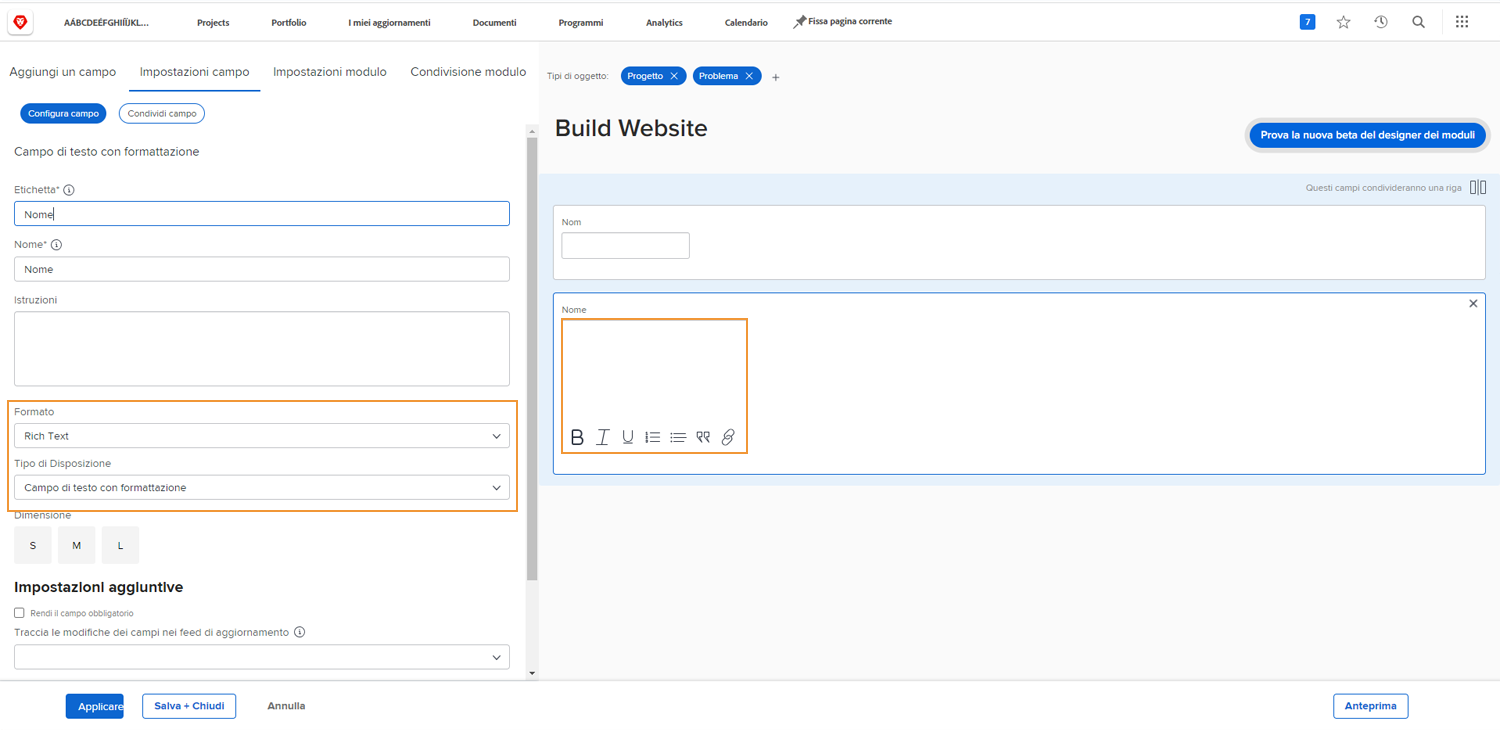 AÁBCDEÉFGHIÍÏJKL...
Projects
Portfolio
I miei aggiornamenti
Documenti
Programmi
Analytics
Calendario
Fissa pagina corrente
7
Aggiungi un campo
Impostazioni campo
Impostazioni modulo
Condivisione modulo
Configura campo
Condividi campo
Campo di testo con formattazione
Etichetta*
Nome
Nome*
Nome
Istruzioni
Formato
Rich Text
Tipo di Disposizione
Campo di testo con formattazione
Dimensione
S
M
L
Impostazioni aggiuntive
Rendi il campo obbligatorio
Traccia le modifiche dei campi nei feed di aggiornamento
Tipi di oggetto:
Progetto
Problema
Build Website
Prova la nuova beta del designer dei moduli
Questi campi condivideranno una riga
Nom
Nome
B I U
Applicare
Salva + Chiudi
Annulla
Anteprima